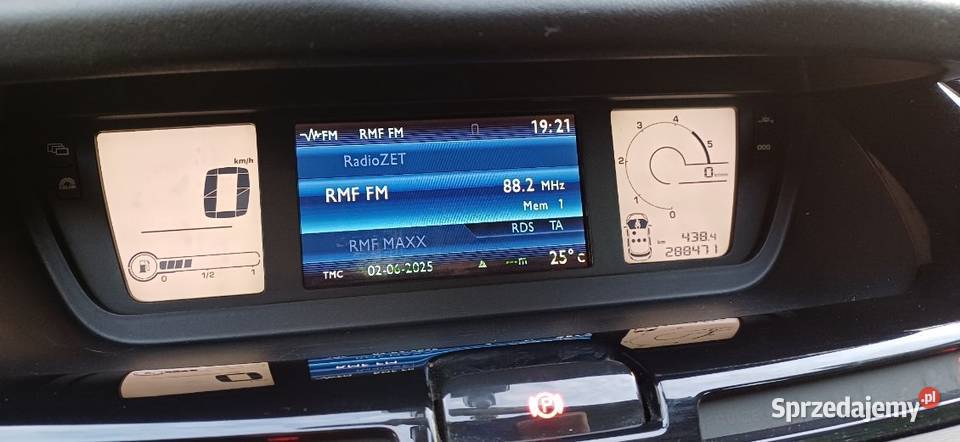 km/h
0
0 1/2 1
FM RMF FM 19:21
RadioZET
RMF FM 88.2 MHz
Mem 1
RDS TA
RMF MAXX
TMC 02-06-2025 ---m 25° C
0 1 2 3 4 5
0
438.4
km 288471
P
Sprzedajemy.pl